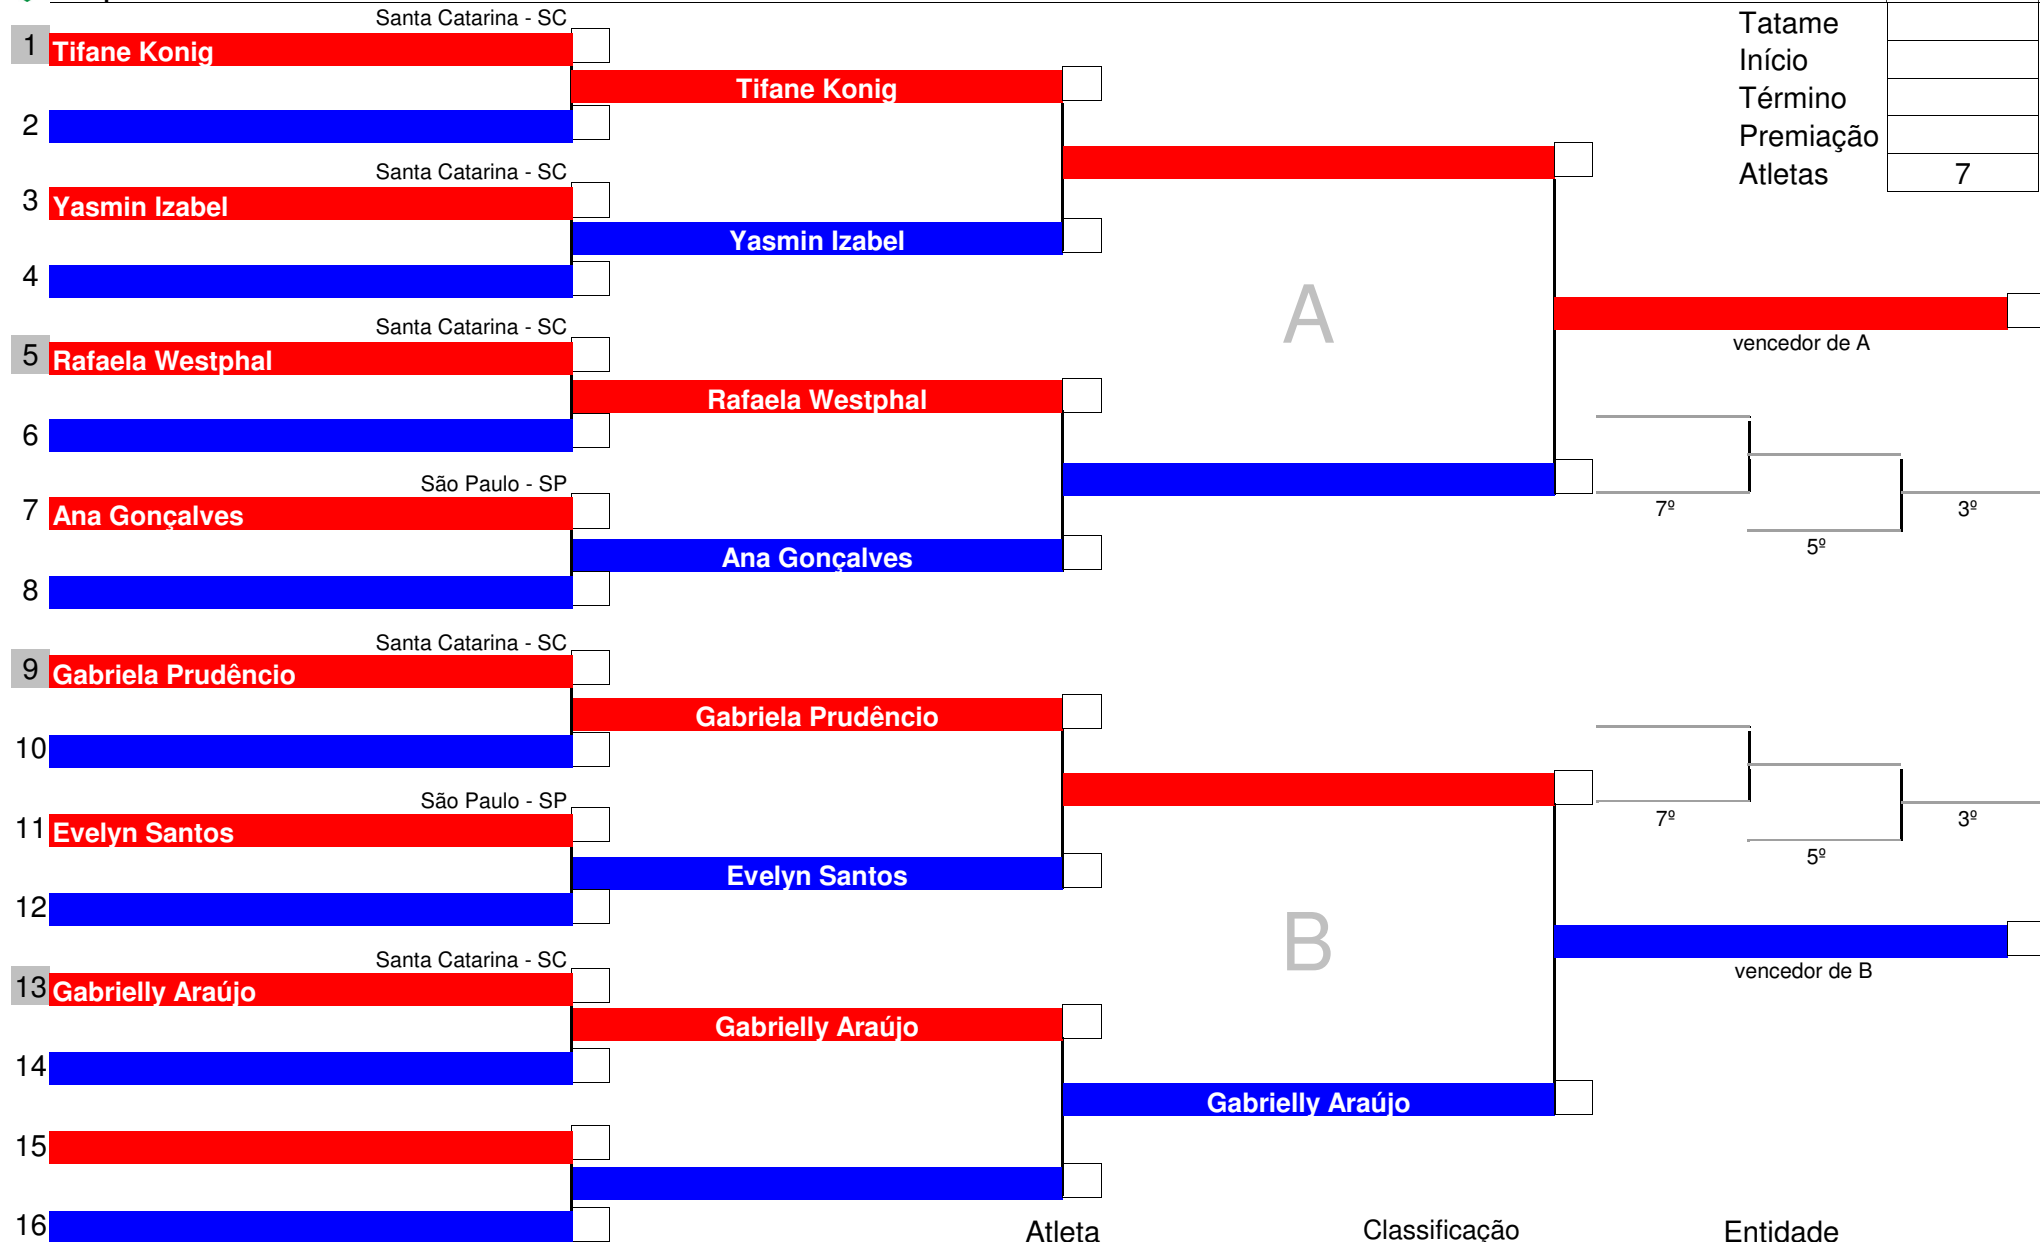 Santa Catarina - SC
1 Tifane Konig
Tifane Konig
2
Santa Catarina - SC
3 Yasmin Izabel
Yasmin Izabel
4
Santa Catarina - SC
5 Rafaela Westphal
Rafaela Westphal
6
São Paulo - SP
7 Ana Gonçalves
Ana Gonçalves
8
Santa Catarina - SC
9 Gabriela Prudêncio
Gabriela Prudêncio
10
São Paulo - SP
11 Evelyn Santos
Evelyn Santos
12
Santa Catarina - SC
13 Gabrielly Araújo
Gabrielly Araújo
14
Gabrielly Araújo
15
16
A
B
Tatame
Início
Término
Premiação
Atletas 7
vencedor de A
7º
3º
5º
7º
3º
5º
vencedor de B
Atleta Classificação Entidade